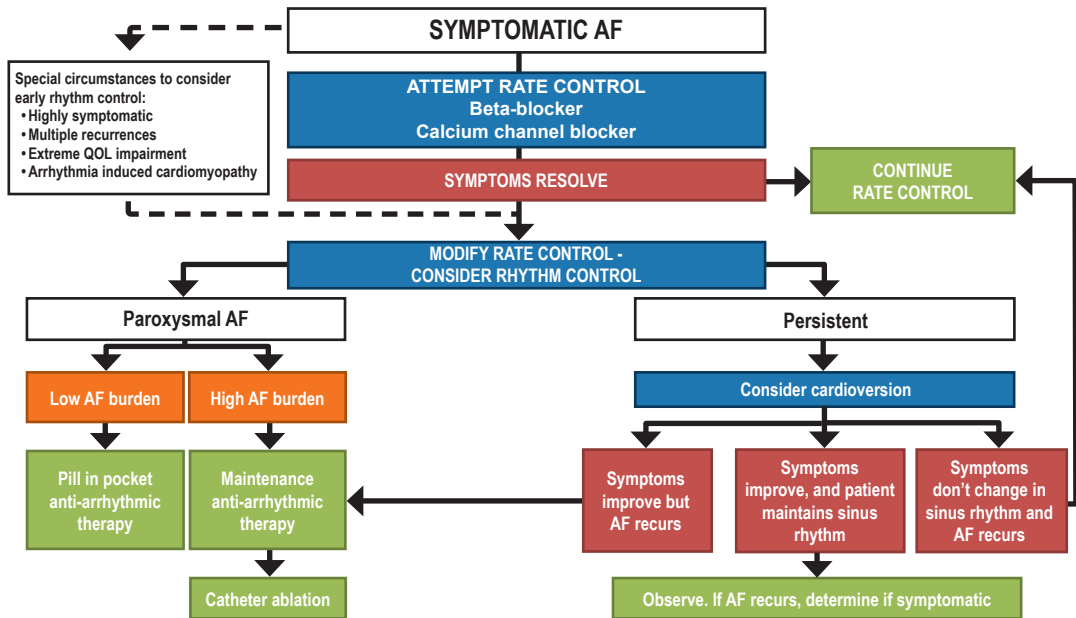 SYMPTOMATIC AF
Special circumstances to consider
early rhythm control:
• Highly symptomatic
• Multiple recurrences
• Extreme QOL impairment
• Arrhythmia induced cardiomyopathy
ATTEMPT RATE CONTROL
Beta-blocker
Calcium channel blocker
SYMPTOMS RESOLVE
CONTINUE
RATE CONTROL
MODIFY RATE CONTROL -
CONSIDER RHYTHM CONTROL
Paroxysmal AF
Persistent
Low AF burden
High AF burden
Consider cardioversion
Pill in pocket
anti-arrhythmic
therapy
Maintenance
anti-arrhythmic
therapy
Symptoms
improve but
AF recurs
Symptoms
improve, and patient
maintains sinus
rhythm
Symptoms
don't change in
sinus rhythm and
AF recurs
Catheter ablation
Observe. If AF recurs, determine if symptomatic